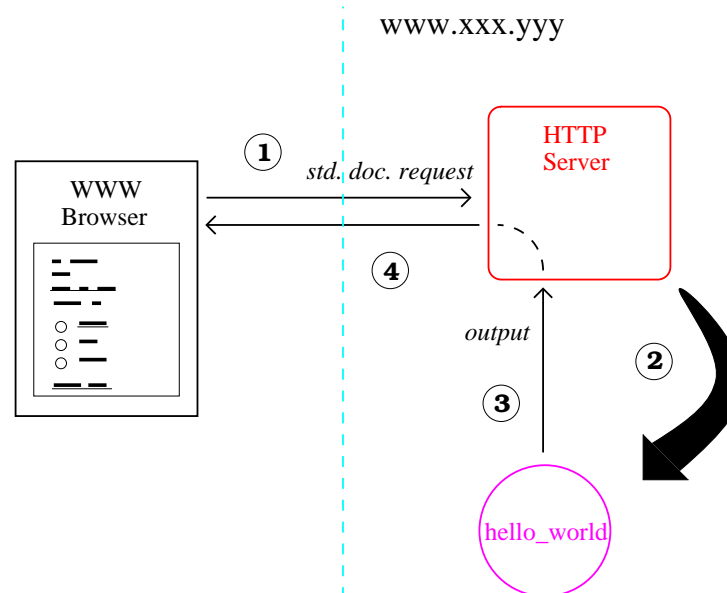 www.xxx.yyy
1
HTTP
Server
std. doc. request
WWW
Browser
4
output
2
3
hello_world